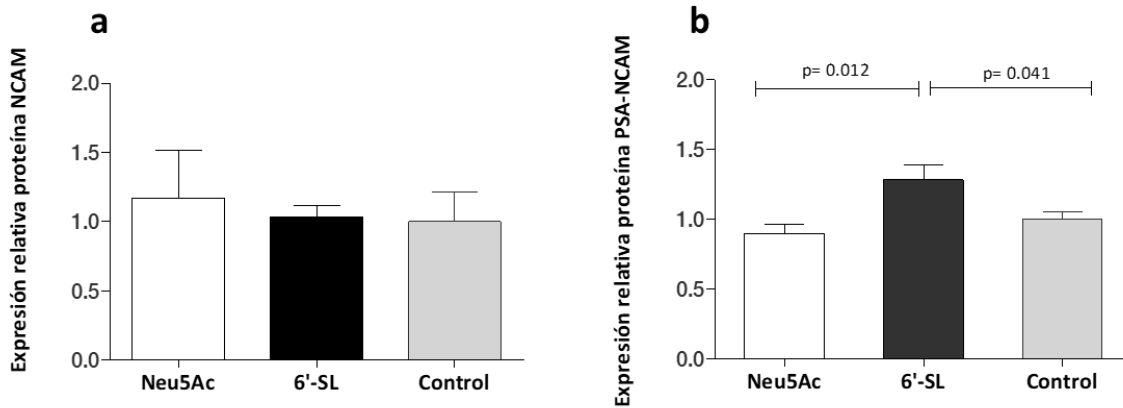 a
Expresión relativa proteína NCAM
2.0
1.5
1.0
0.5
0.0
Neu5Ac 6'-SL Control
b
Expresión relativa proteína PSA-NCAM
p= 0.012 p= 0.041
2.0
1.5
1.0
0.5
0.0
Neu5Ac 6'-SL Control